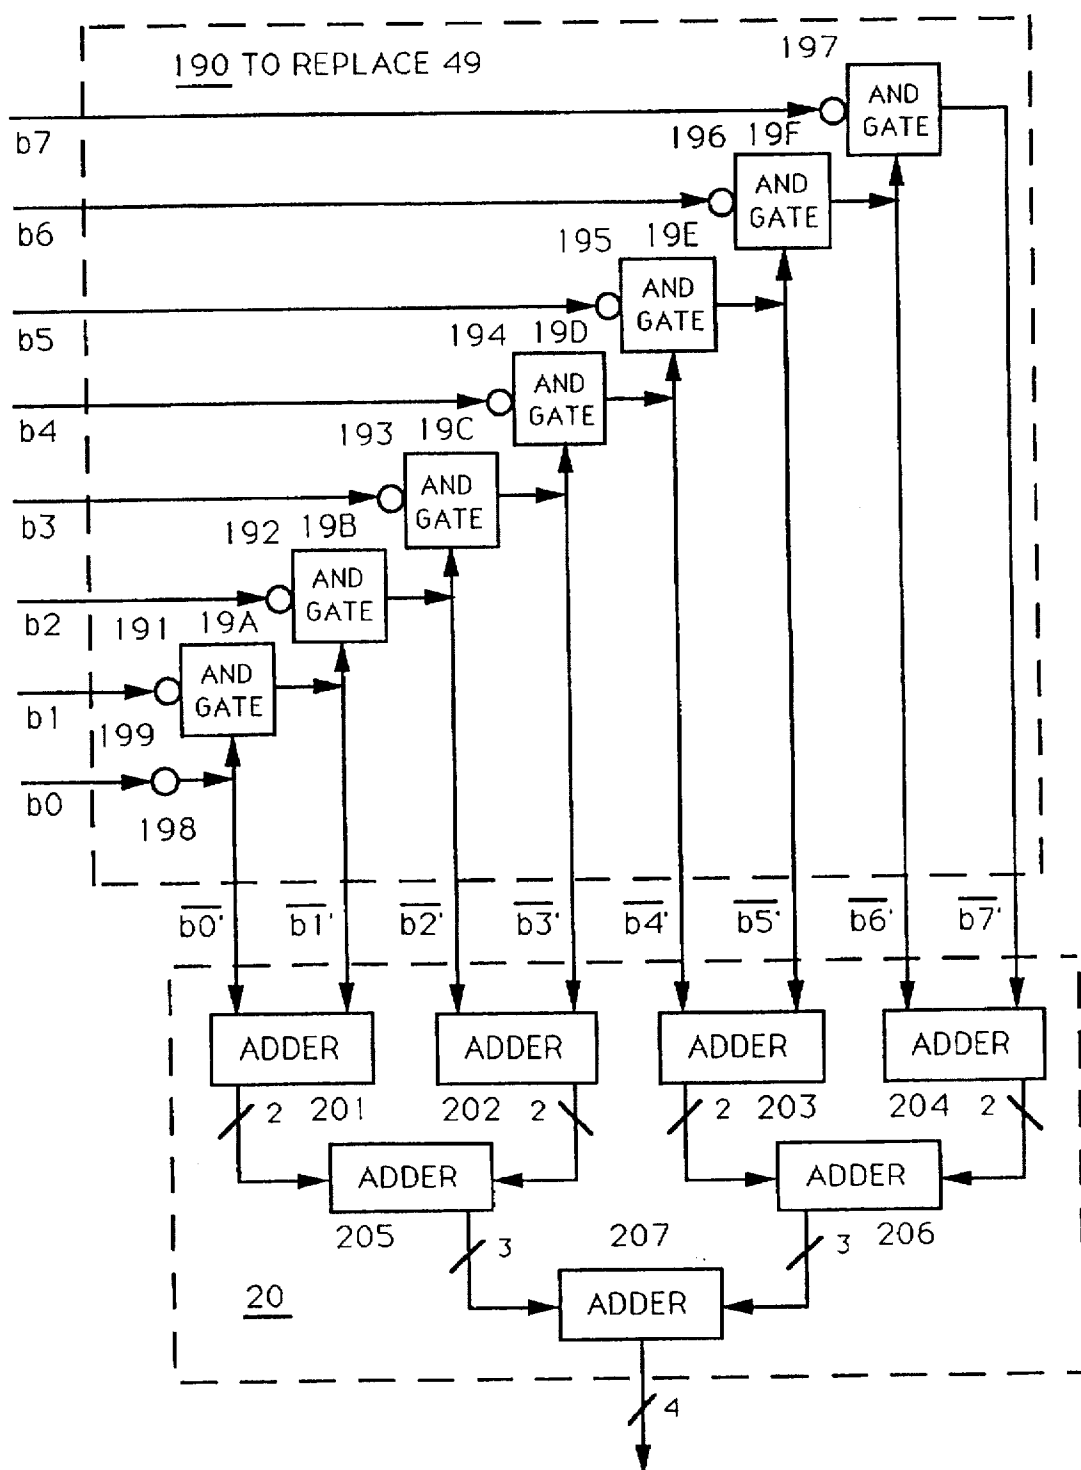 190 TO REPLACE 49
197
AND
GATE
b7
196
19F
AND
GATE
b6
195
19E
AND
GATE
b5
194
19D
AND
GATE
b4
193
19C
AND
GATE
b3
192
19B
AND
GATE
b2
191
19A
AND
GATE
b1
199
b0
198
b0' b1' b2' b3' b4' b5' b6' b7'
ADDER ADDER ADDER ADDER
2 201 202 2 2 203 204 2
ADDER ADDER
205 3 207 3 206
20 ADDER
4